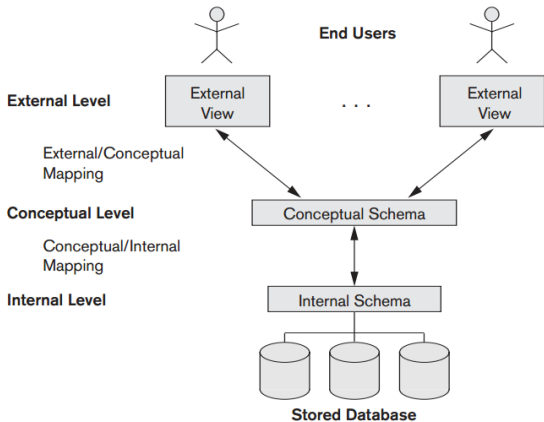 End Users
External Level
External
View
. . .
External
View
External/Conceptual
Mapping
Conceptual Level
Conceptual Schema
Conceptual/Internal
Mapping
Internal Level
Internal Schema
Stored Database